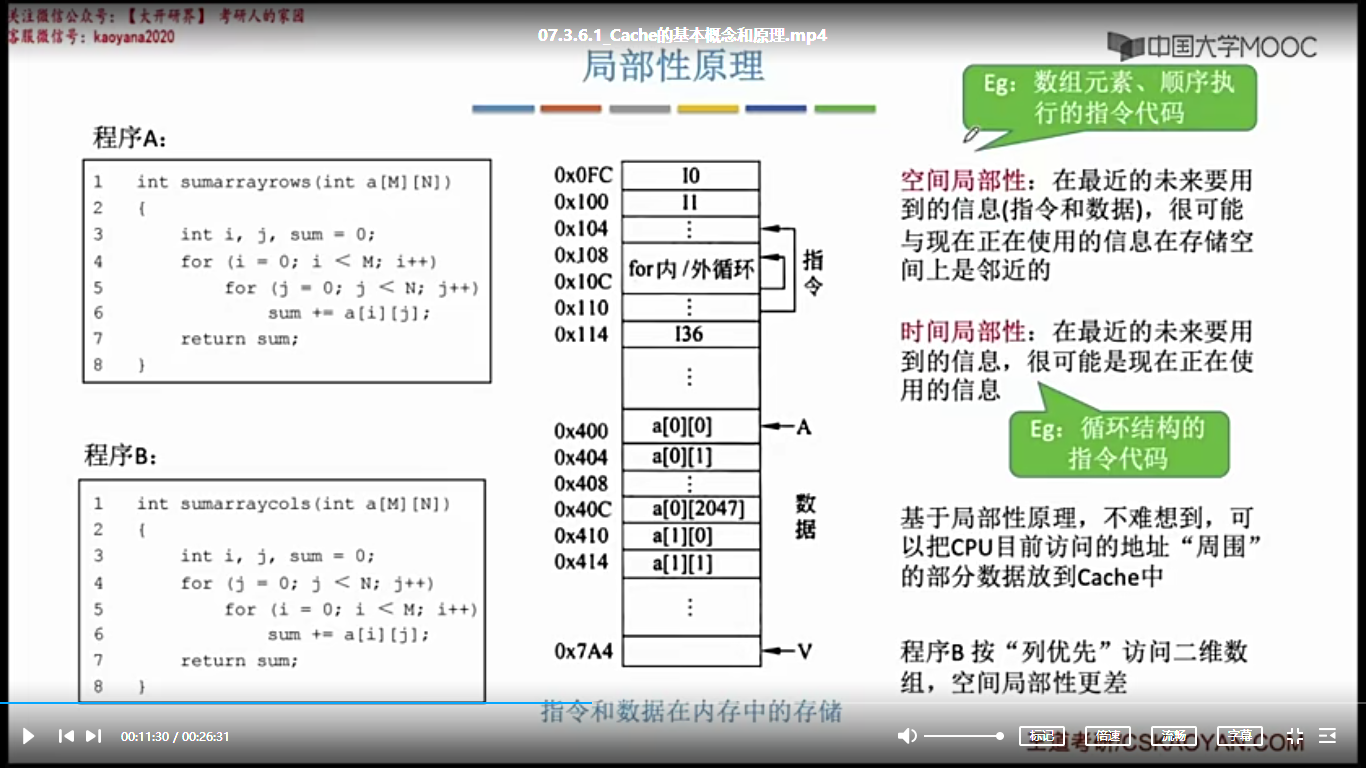 关注微信公众号：【大开研界】 考研人的家园
客服微信号：kaoyana2020
07.3.6.1_Cache的基本概念和原理.mp4
中国大学MOOC
局部性原理
Eg：数组元素、顺序执
行的指令代码
程序A：
1 int sumarrayrows(int a[M][N])
2 {
3 int i, j, sum = 0;
4 for (i = 0; i < M; i++)
5 for (j = 0; j < N; j++)
6 sum += a[i][j];
7 return sum;
8 }
程序B：
1 int sumarraycols(int a[M][N])
2 {
3 int i, j, sum = 0;
4 for (j = 0; j < N; j++)
5 for (i = 0; i < M; i++)
6 sum += a[i][j];
7 return sum;
8 }
0x0FC I0
0x100 I1
0x104 ⋮
0x108
for内/外循环
0x10C
0x110 ⋮
0x114 I36
⋮
指令
0x400 a[0][0] A
0x404 a[0][1]
0x408 ⋮
0x40C a[0][2047]
0x410 a[1][0]
0x414 a[1][1]
⋮
0x7A4 V
数据
指令和数据在内存中的存储
空间局部性：在最近的未来要用
到的信息(指令和数据)，很可能
与现在正在使用的信息在存储空
间上是邻近的
时间局部性：在最近的未来要用
到的信息，很可能是现在正在使
用的信息
Eg：循环结构的
指令代码
基于局部性原理，不难想到，可
以把CPU目前访问的地址“周围”
的部分数据放到Cache中
程序B 按“列优先”访问二维数
组，空间局部性更差
00:11:30 / 00:26:31
标记
倍速
流畅
字幕
王道考研/CSKAOYAN.COM